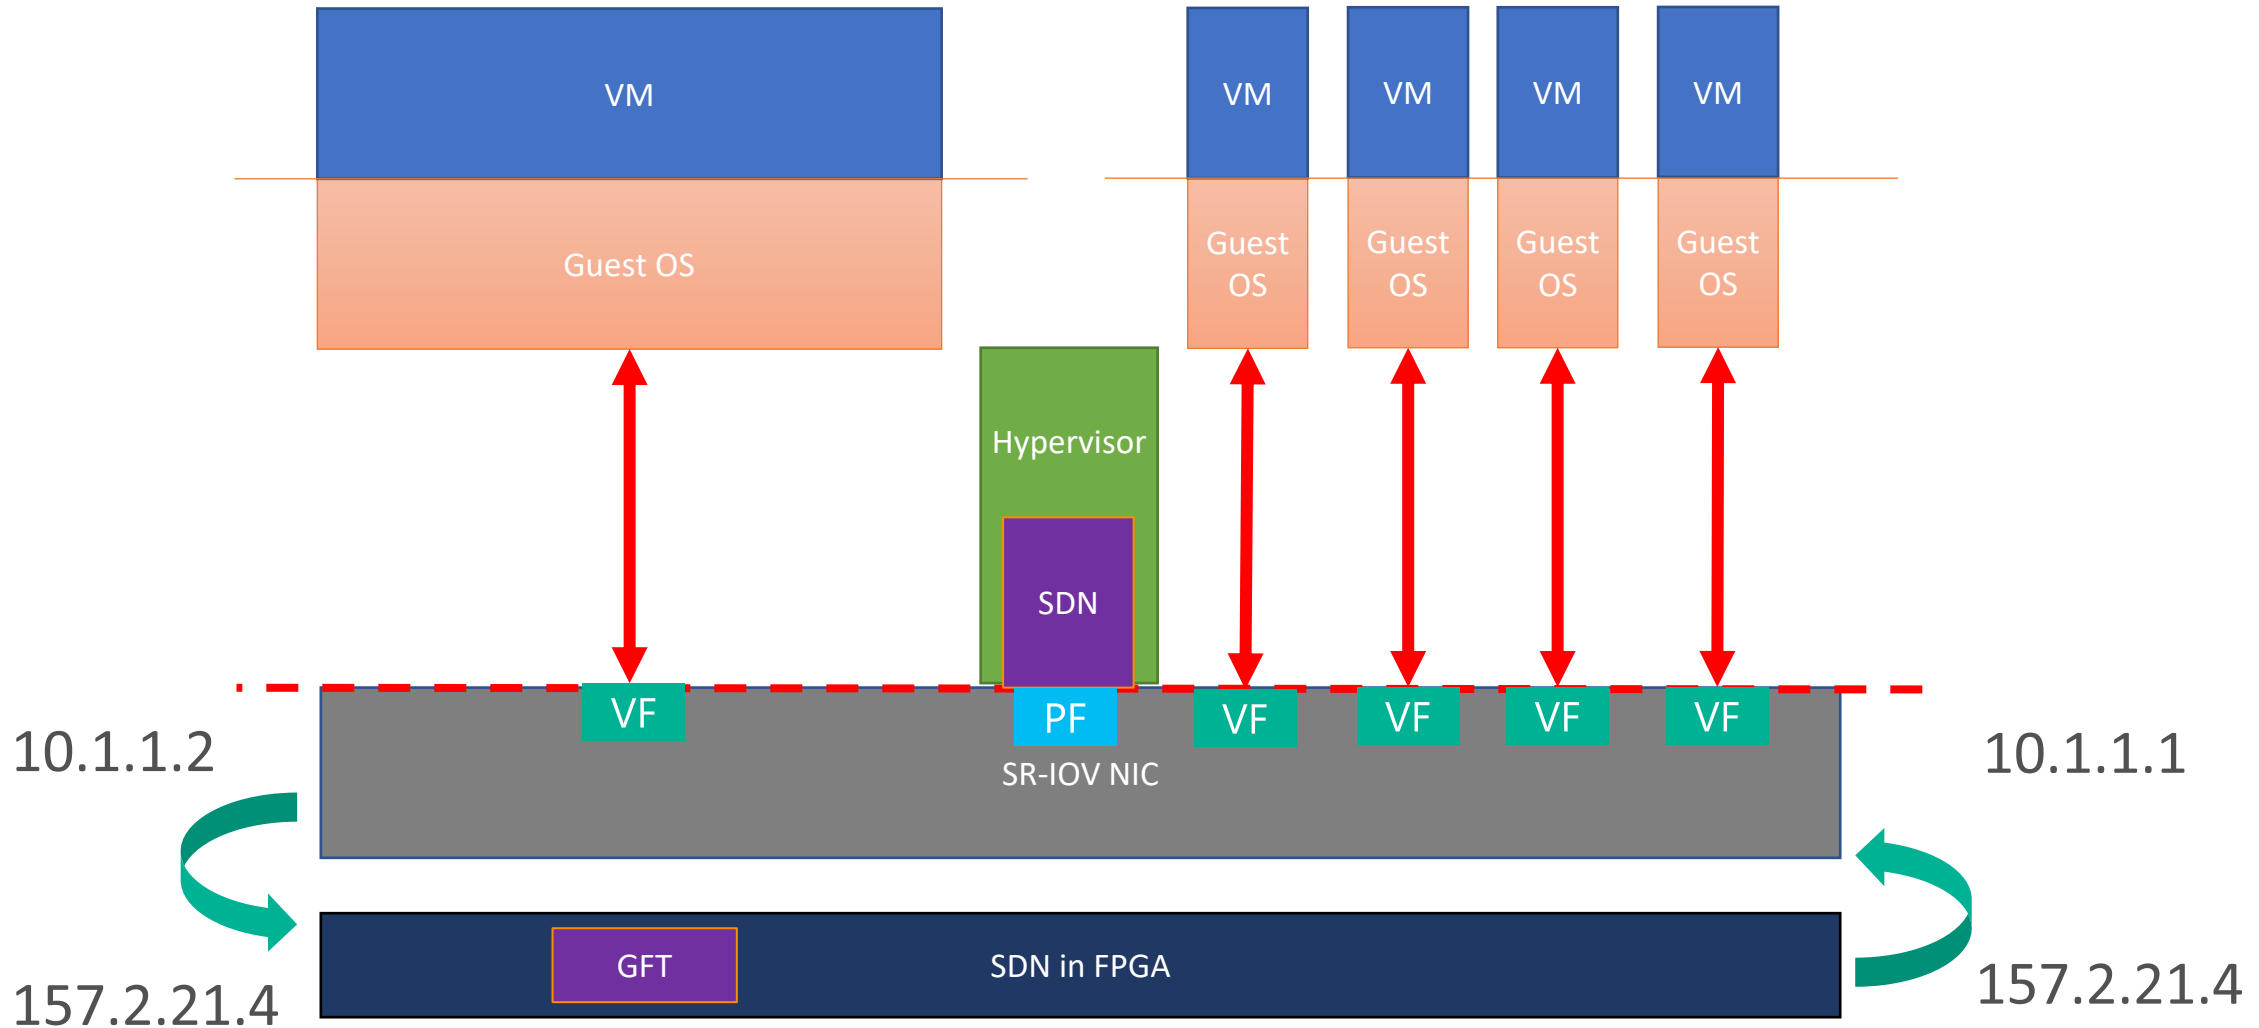 VM
VM
VM
VM
VM
Guest OS
Guest
OS
Guest
OS
Guest
OS
Guest
OS
Hypervisor
SDN
VF
PF
VF
VF
VF
VF
SR-IOV NIC
10.1.1.2
10.1.1.1
GFT
SDN in FPGA
157.2.21.4
157.2.21.4